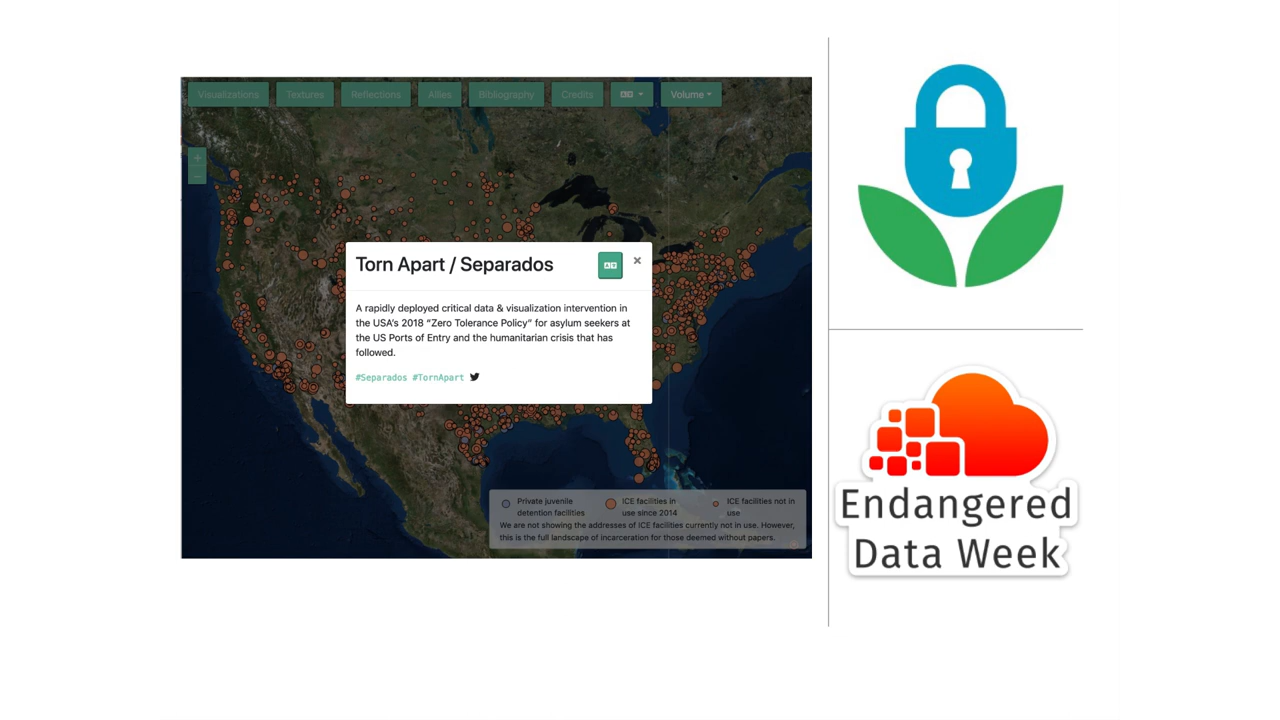 Visualizations Textures Reflections Allies Bibliography Credits Volume
+
−
Torn Apart / Separados ×
A rapidly deployed critical data & visualization intervention in
the USA's 2018 “Zero Tolerance Policy” for asylum seekers at
the US Ports of Entry and the humanitarian crisis that has
followed.
#Separados #TornApart
Private juvenile
detention facilities
ICE facilities in
use since 2014
ICE facilities not in
use
We are not showing the addresses of ICE facilities currently not in use. However,
this is the full landscape of incarceration for those deemed without papers.
Endangered
Data Week